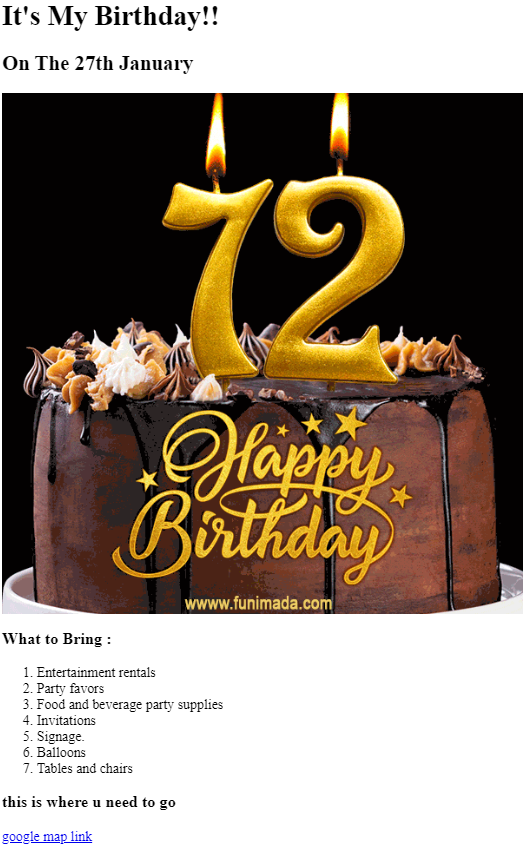 It's My Birthday!!
On The 27th January
72
Happy
Birthday
www.funimada.com
What to Bring :
1. Entertainment rentals
2. Party favors
3. Food and beverage party supplies
4. Invitations
5. Signage.
6. Balloons
7. Tables and chairs
this is where u need to go
google map link